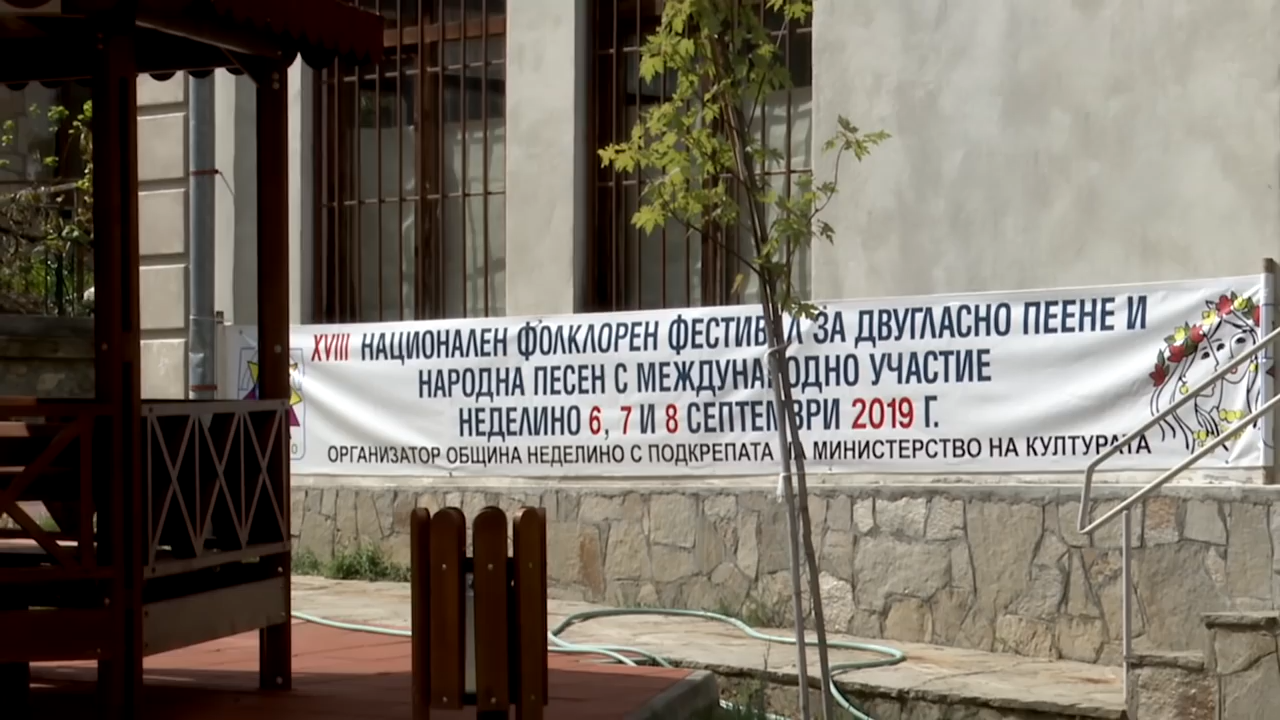 XVIII НАЦИОНАЛЕН ФОЛКЛОРЕН ФЕСТИВАЛ ЗА ДВУГЛАСНО ПЕЕНЕ И
НАРОДНА ПЕСЕН С МЕЖДУНАРОДНО УЧАСТИЕ
НЕДЕЛИНО 6, 7 И 8 СЕПТЕМВРИ 2019 Г.
ОРГАНИЗАТОР ОБЩИНА НЕДЕЛИНО С ПОДКРЕПАТА НА МИНИСТЕРСТВО НА КУЛТУРАТА